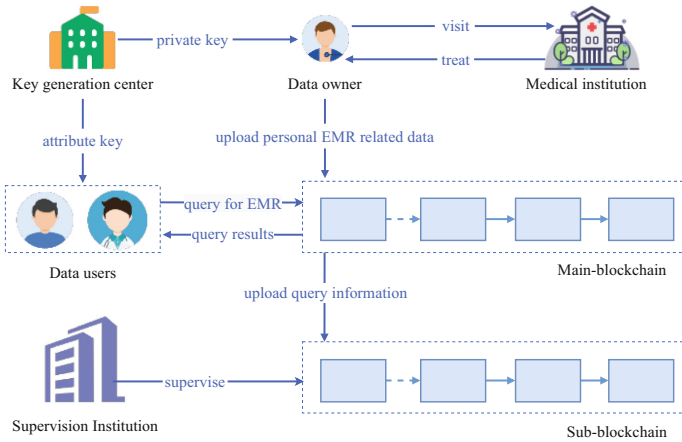 private key
visit
treat
Key generation center
Data owner
Medical institution
attribute key
upload personal EMR related data
query for EMR
query results
Data users
Main-blockchain
upload query information
supervise
Supervision Institution
Sub-blockchain